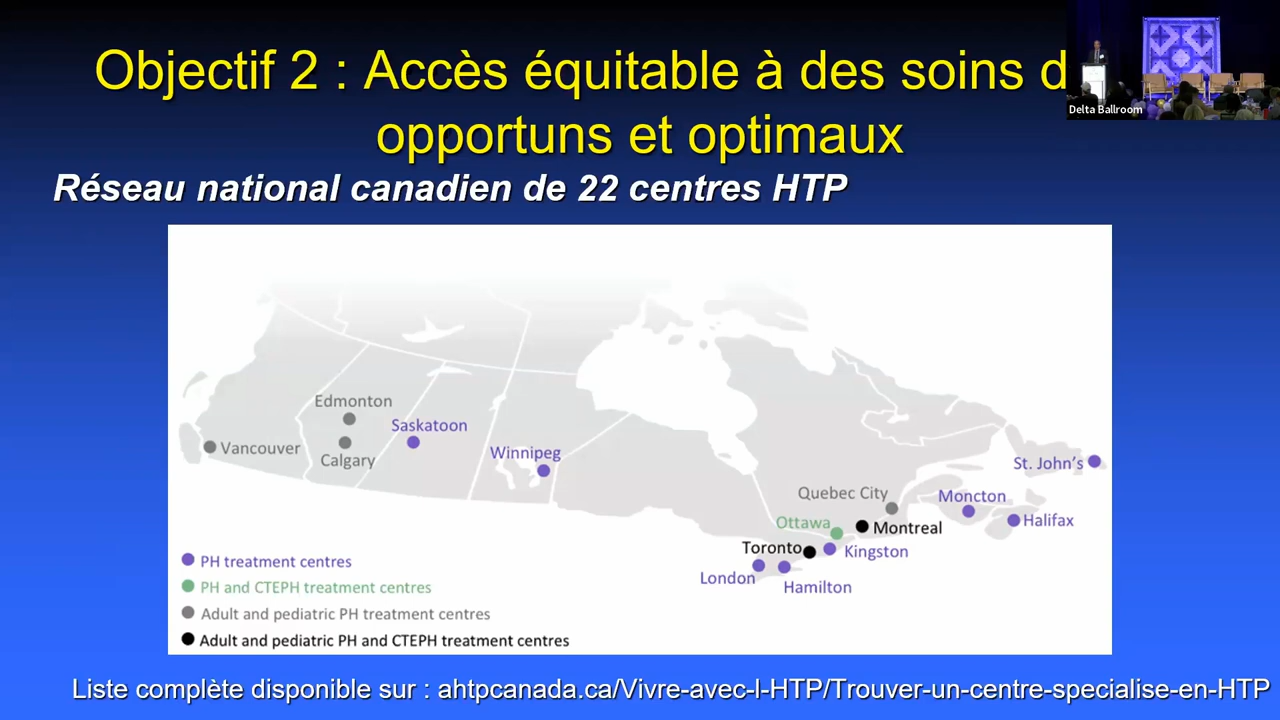 Objectif 2 : Accès équitable à des soins d
opportuns et optimaux
Delta Ballroom
Réseau national canadien de 22 centres HTP
Edmonton
Saskatoon
Vancouver
Calgary
Winnipeg
St. John's
Quebec City
Moncton
Ottawa
Montreal
Halifax
Toronto
Kingston
London
Hamilton
PH treatment centres
PH and CTEPH treatment centres
Adult and pediatric PH treatment centres
Adult and pediatric PH and CTEPH treatment centres
Liste complète disponible sur : ahtpcanada.ca/Vivre-avec-l-HTP/Trouver-un-centre-specialise-en-HTP